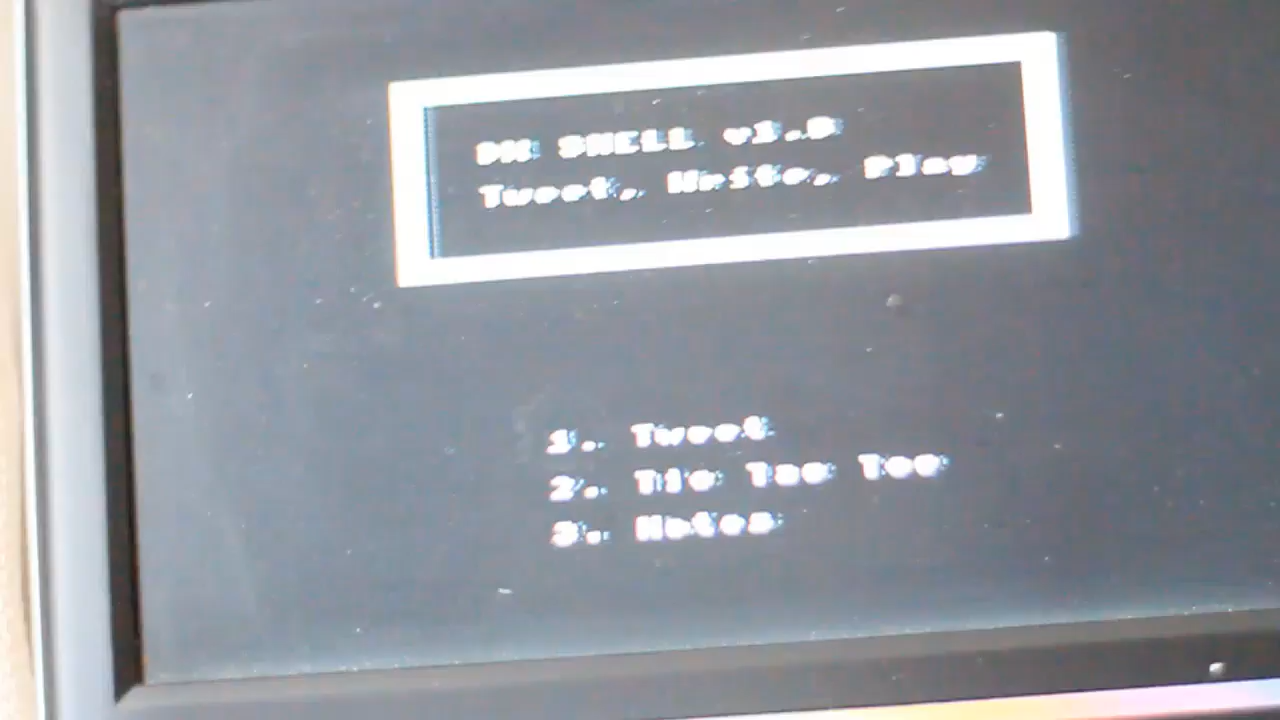 SHELL
Tweet, Write, Play
1. Tweet
2. Tic Tac Toe
3. Notes